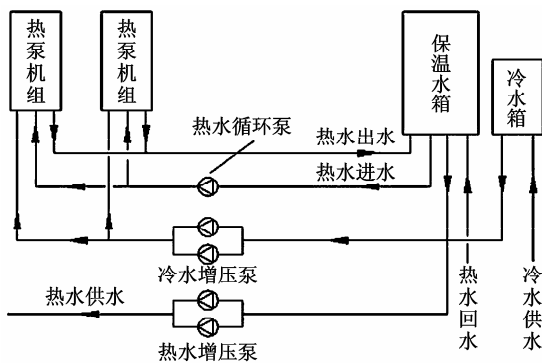 热泵机组
热泵机组
保温水箱
冷水箱
热水循环泵
热水出水
热水进水
冷水增压泵
热水供水
热水增压泵
热水回水
冷水供水